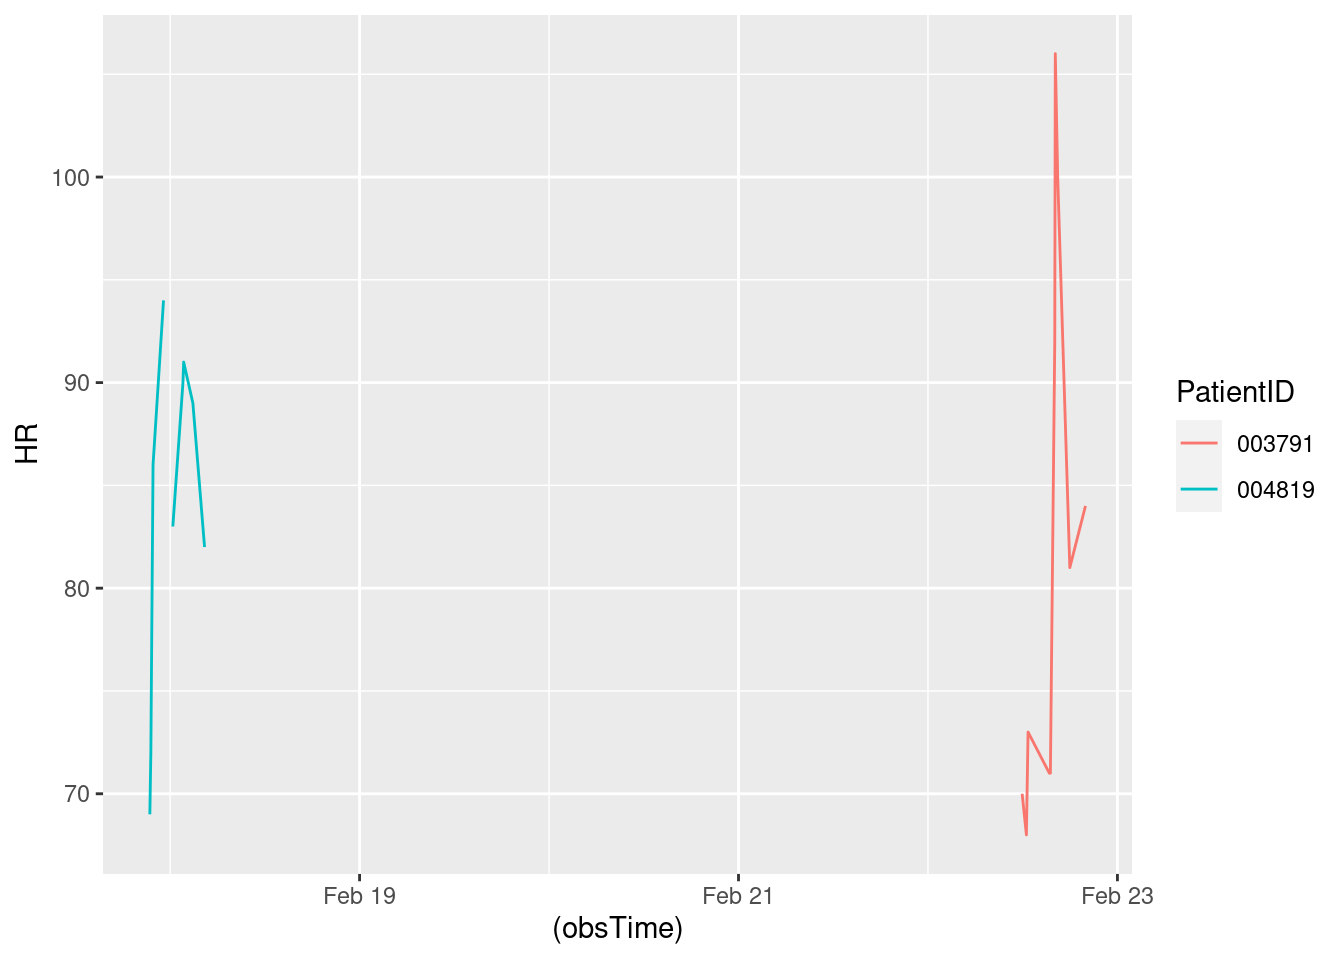 100
90
80
70
HR
Feb 19
Feb 21
Feb 23
(obsTime)
PatientID
003791
004819